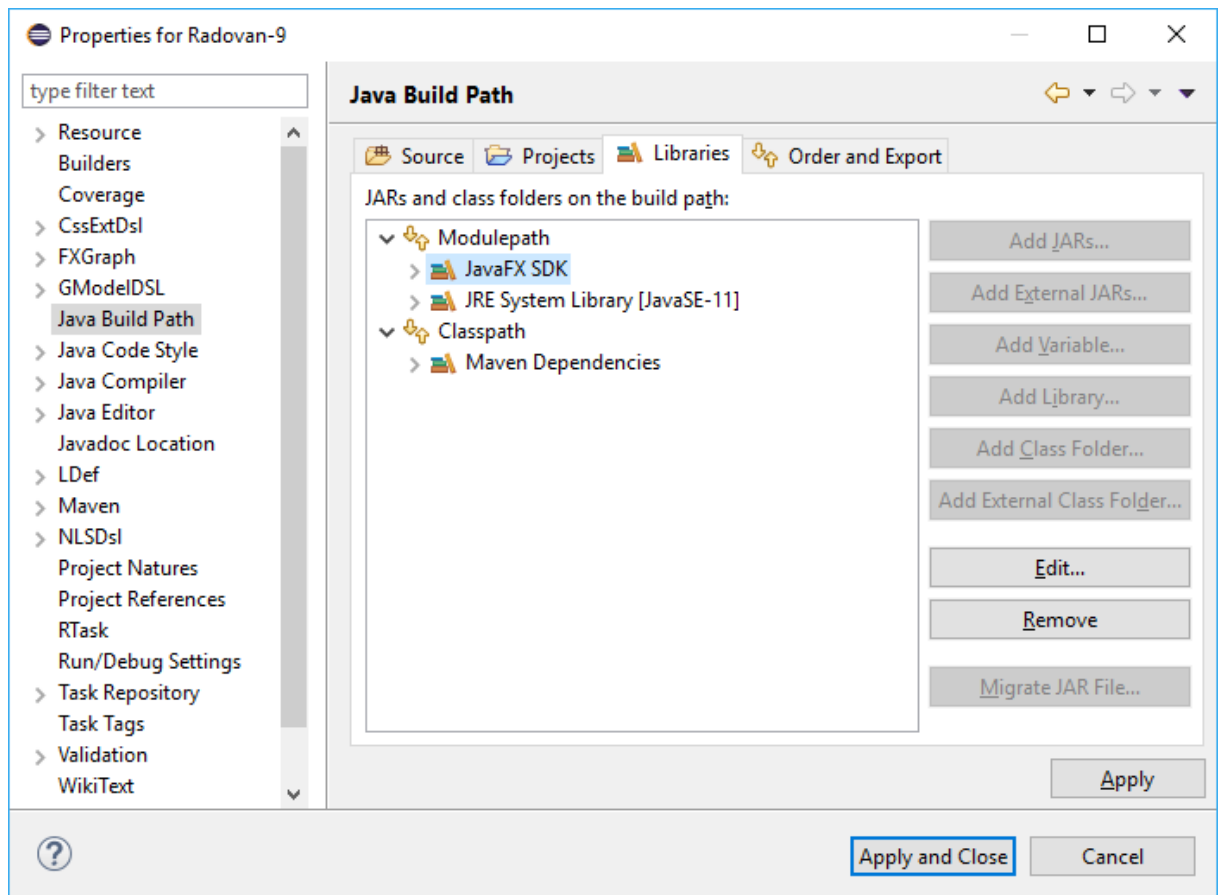 Properties for Radovan-9
type filter text
Resource
Builders
Coverage
CssExtDsl
FXGraph
GModelDSL
Java Build Path
Java Code Style
Java Compiler
Java Editor
Javadoc Location
LDef
Maven
NLSDsl
Project Natures
Project References
RTask
Run/Debug Settings
Task Repository
Task Tags
Validation
WikiText
Java Build Path
Source Projects Libraries Order and Export
JARs and class folders on the build path:
Modulepath
JavaFX SDK
JRE System Library [JavaSE-11]
Classpath
Maven Dependencies
Add JARs...
Add External JARs...
Add Variable...
Add Library...
Add Class Folder...
Add External Class Folder...
Edit...
Remove
Migrate JAR File...
Apply
Apply and Close Cancel